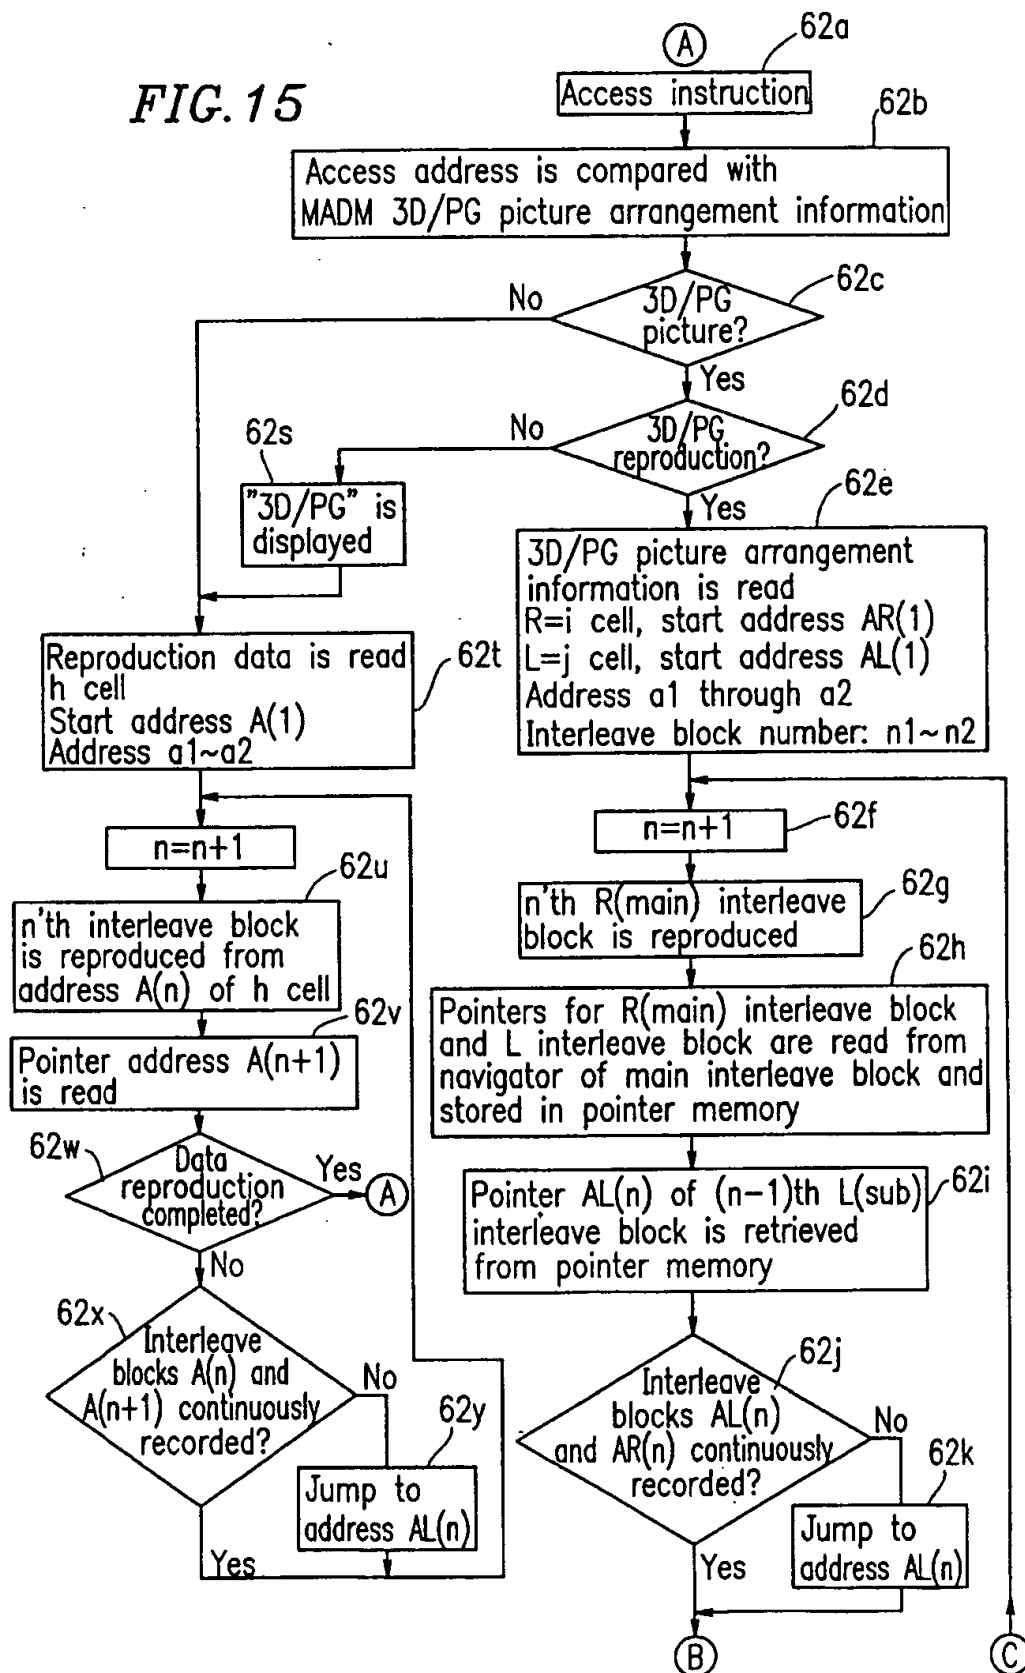 FIG. 15
A
62a
Access instruction
62b
Access address is compared with
MADM 3D/PG picture arrangement information
62c
3D/PG
picture?
No
Yes
62d
3D/PG
reproduction?
No
Yes
62s
"3D/PG" is
displayed
62e
3D/PG picture arrangement
information is read
R=i cell, start address AR(1)
L=j cell, start address AL(1)
Address a1 through a2
Interleave block number: n1~n2
62t
Reproduction data is read
h cell
Start address A(1)
Address a1~a2
n=n+1
62u
n'th interleave block
is reproduced from
address A(n) of h cell
62v
Pointer address A(n+1)
is read
62w
Data
reproduction
completed?
Yes
A
No
62x
Interleave
blocks A(n) and
A(n+1) continuously
recorded?
No
62y
Jump to
address AL(n)
Yes
n=n+1
62f
n'th R(main) interleave
block is reproduced
62g
62h
Pointers for R(main) interleave block
and L interleave block are read from
navigator of main interleave block and
stored in pointer memory
Pointer AL(n) of (n-1)th L(sub)
interleave block is retrieved
from pointer memory
62i
62j
Interleave
blocks AL(n)
and AR(n) continuously
recorded?
No
62k
Jump to
address AL(n)
Yes
B
C